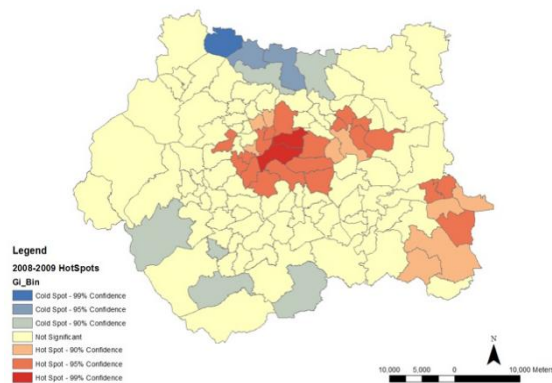 Legend
2008-2009 HotSpots
Gi_Bin
Cold Spot - 99% Confidence
Cold Spot - 95% Confidence
Cold Spot - 90% Confidence
Not Significant
Hot Spot - 90% Confidence
Hot Spot - 95% Confidence
Hot Spot - 99% Confidence
N
10,000 5,000 0 10,000 Meters